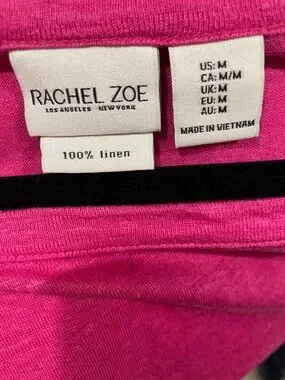 RACHEL ZOE
LOS ANGELES NEW YORK
100% linen
US: M
CA: M/M
UK: M
EU: M
AU: M
MADE IN VIETNAM